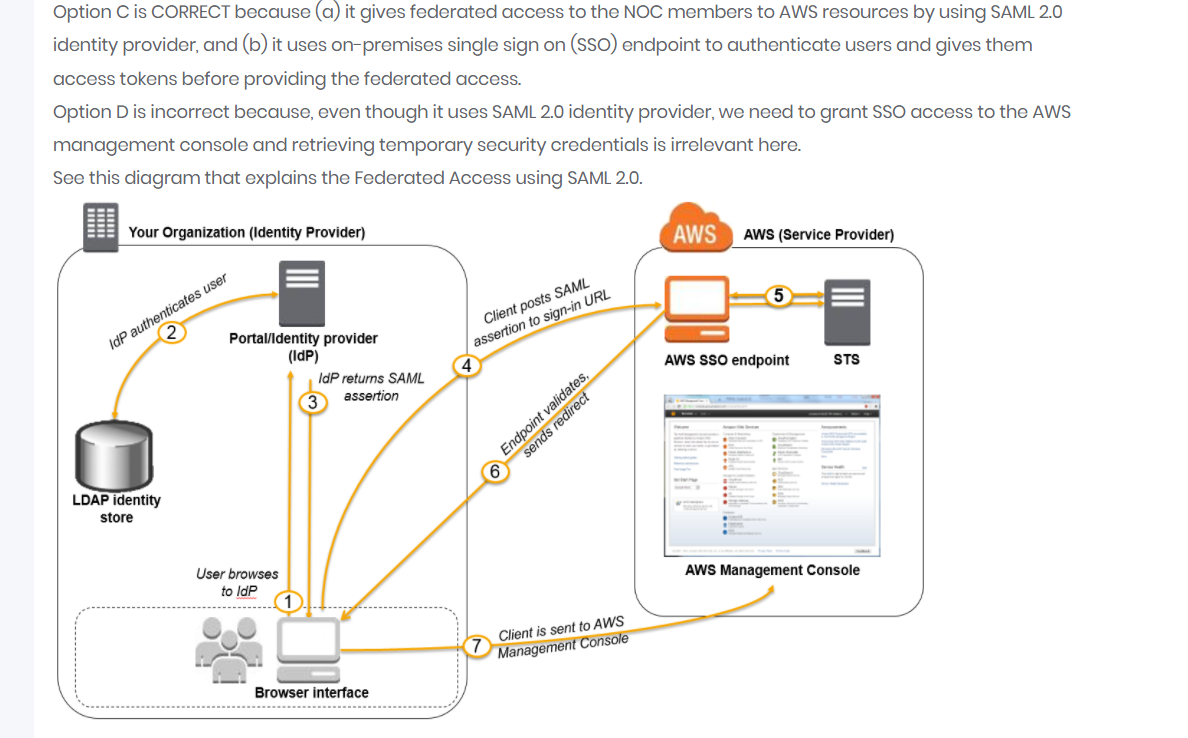 Option C is CORRECT because (a) it gives federated access to the NOC members to AWS resources by using SAML 2.0
identity provider, and (b) it uses on-premises single sign on (SSO) endpoint to authenticate users and gives them
access tokens before providing the federated access.
Option D is incorrect because, even though it uses SAML 2.0 identity provider, we need to grant SSO access to the AWS
management console and retrieving temporary security credentials is irrelevant here.
See this diagram that explains the Federated Access using SAML 2.0.
Your Organization (Identity Provider)
AWS
AWS (Service Provider)
IdP authenticates user
2
Portal/Identity provider
(IdP)
IdP returns SAML
assertion
3
Client posts SAML
assertion to sign-in URL
4
5
AWS SSO endpoint
STS
Endpoint validates,
sends redirect
6
LDAP identity
store
AWS Management Console
User browses
to IdP
1
Client is sent to AWS
Management Console
7
Browser interface